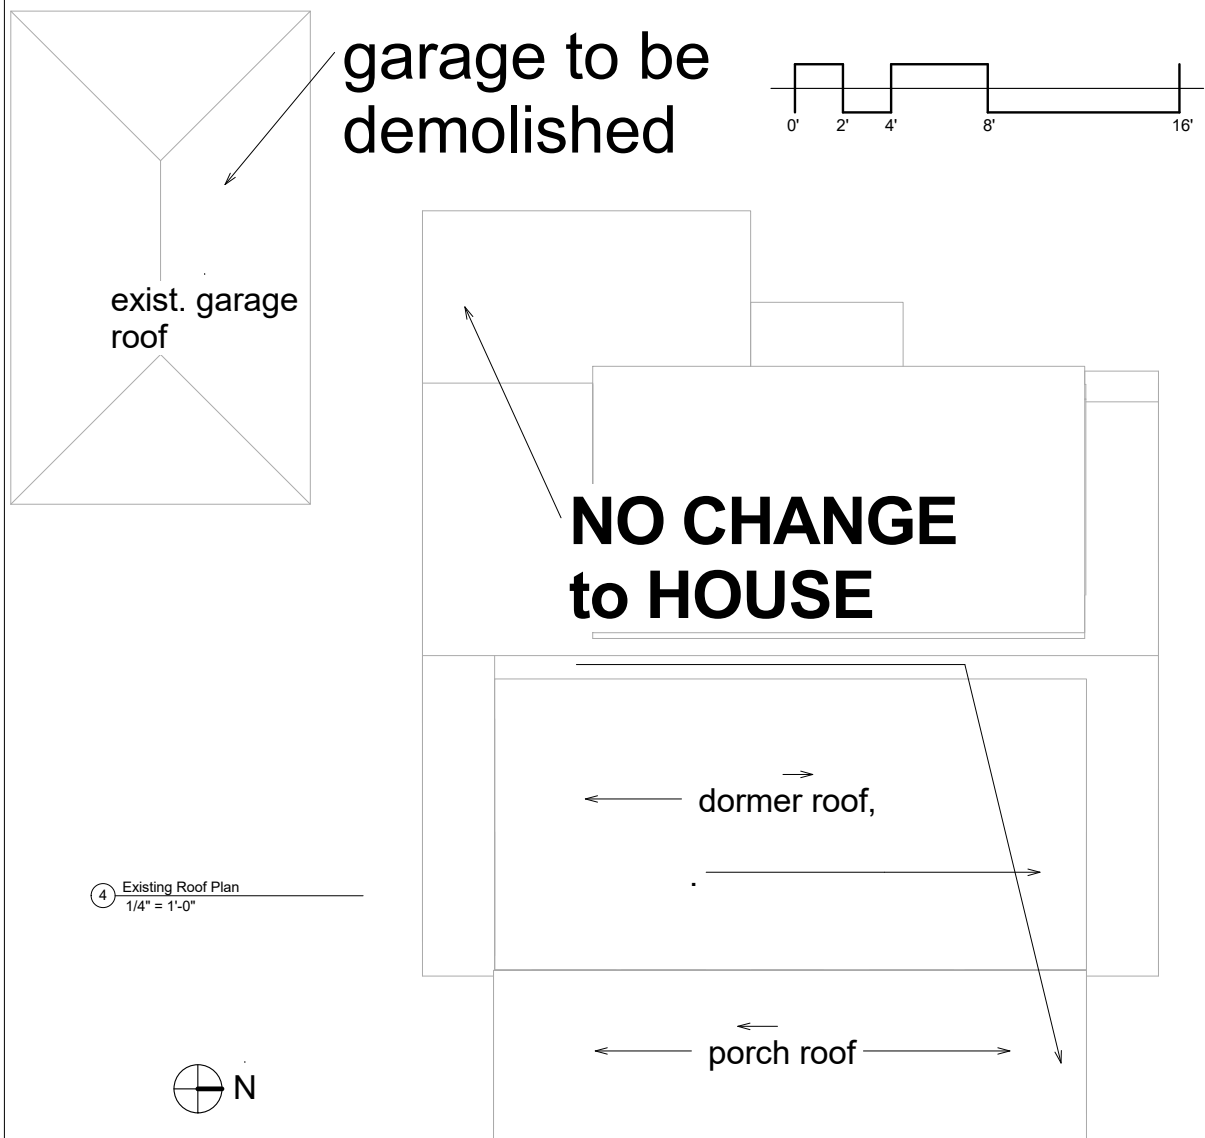 garage to be
demolished
0' 2' 4' 8' 16'
exist. garage
roof
NO CHANGE
to HOUSE
dormer roof,
.
4 Existing Roof Plan
1/4" = 1'-0"
porch roof
N